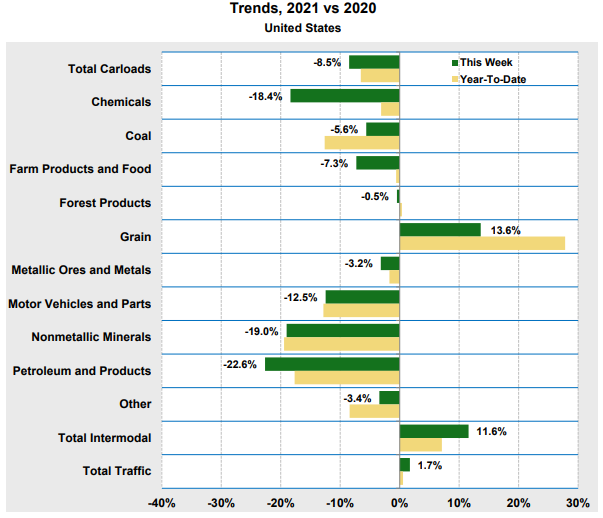 Trends, 2021 vs 2020
United States
This Week
Year-To-Date
Total Carloads -8.5%
Chemicals -18.4%
Coal -5.6%
Farm Products and Food -7.3%
Forest Products -0.5%
Grain 13.6%
Metallic Ores and Metals -3.2%
Motor Vehicles and Parts -12.5%
Nonmetallic Minerals -19.0%
Petroleum and Products -22.6%
Other -3.4%
Total Intermodal 11.6%
Total Traffic 1.7%
-40% -30% -20% -10% 0% 10% 20% 30%